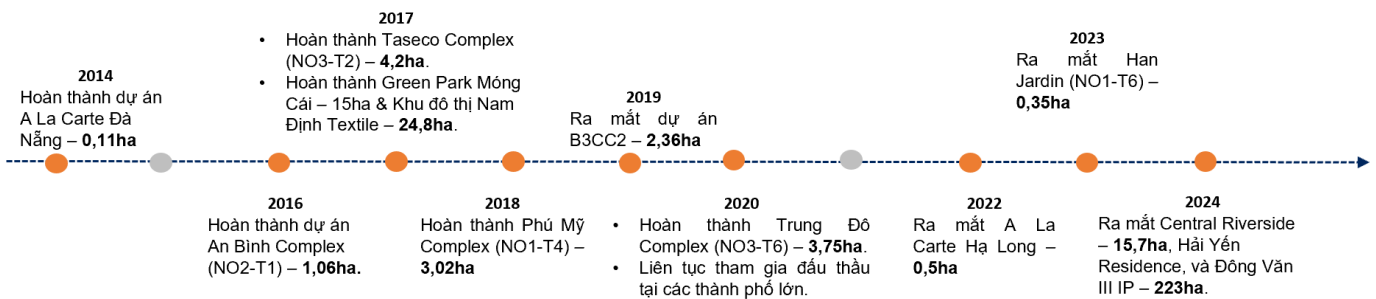 2014
Hoàn thành dự án
A La Carte Đà
Nẵng – 0,11ha
2016
Hoàn thành dự án
An Bình Complex
(NO2-T1) – 1,06ha.
2017
• Hoàn thành Taseco Complex
(NO3-T2) – 4,2ha.
• Hoàn thành Green Park Móng
Cái – 15ha & Khu đô thị Nam
Định Textile – 24,8ha.
2018
Hoàn thành Phú Mỹ
Complex (NO1-T4) –
3,02ha
2019
Ra mắt dự án
B3CC2 – 2,36ha
2020
• Hoàn thành Trung Đô
Complex (NO3-T6) – 3,75ha.
• Liên tục tham gia đấu thầu
tại các thành phố lớn.
2022
Ra mắt A La
Carte Hạ Long –
0,5ha
2023
Ra mắt Han
Jardin (NO1-T6) –
0,35ha
2024
Ra mắt Central Riverside
– 15,7ha, Hải Yến
Residence, và Đông Văn
III IP – 223ha.